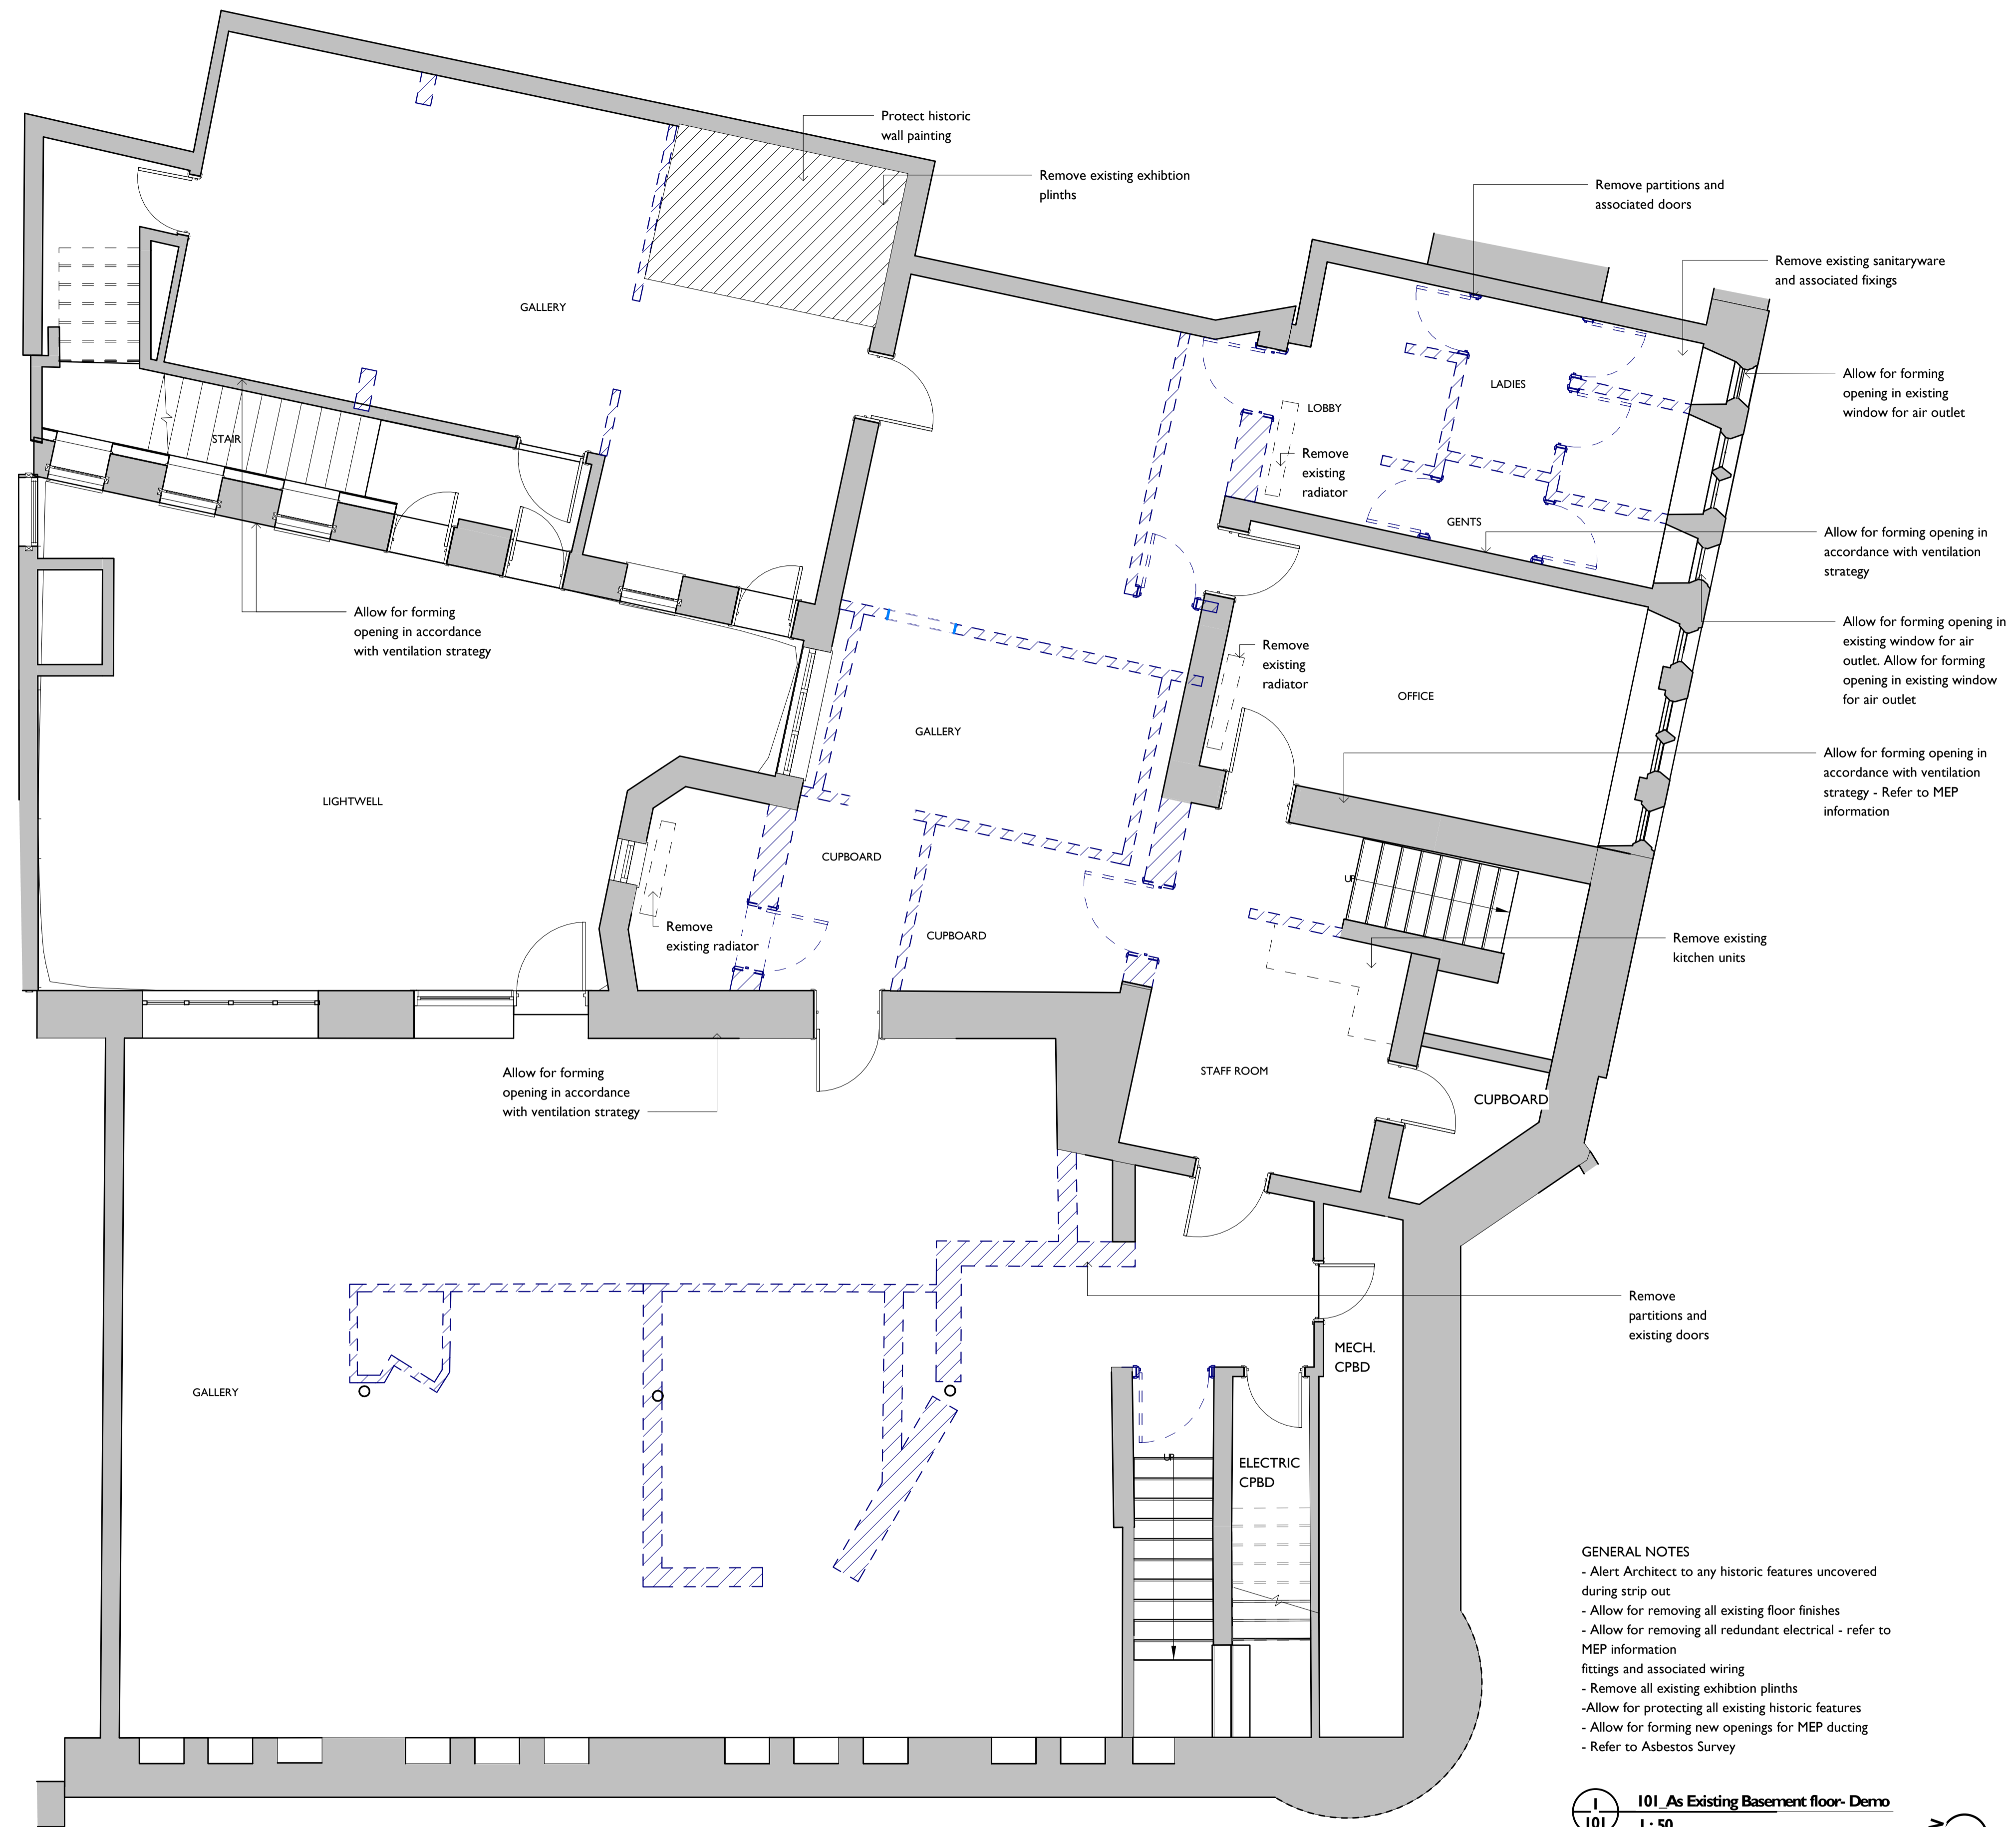 Protect historic
wall painting
Remove existing exhibtion
plinths
Remove partitions and
associated doors
Remove existing sanitaryware
and associated fixings
GALLERY
LADIES
Allow for forming
opening in existing
window for air outlet
LOBBY
STAIR
Remove
existing
radiator
GENTS
Allow for forming opening in
accordance with ventilation
strategy
Allow for forming
opening in accordance
with ventilation strategy
Allow for forming opening in
existing window for air
outlet. Allow for forming
opening in existing window
for air outlet
Remove
existing
radiator
OFFICE
GALLERY
Allow for forming opening in
accordance with ventilation
strategy - Refer to MEP
information
LIGHTWELL
CUPBOARD
UP
Remove
existing radiator
CUPBOARD
Remove existing
kitchen units
Allow for forming
opening in accordance
with ventilation strategy
STAFF ROOM
CUPBOARD
Remove
partitions and
existing doors
MECH.
CPBD
GALLERY
UP
ELECTRIC
CPBD
GENERAL NOTES
- Alert Architect to any historic features uncovered
during strip out
- Allow for removing all existing floor finishes
- Allow for removing all redundant electrical - refer to
MEP information
fittings and associated wiring
- Remove all existing exhibtion plinths
-Allow for protecting all existing historic features
- Allow for forming new openings for MEP ducting
- Refer to Asbestos Survey
1
101
101_As Existing Basement floor- Demo
1 : 50